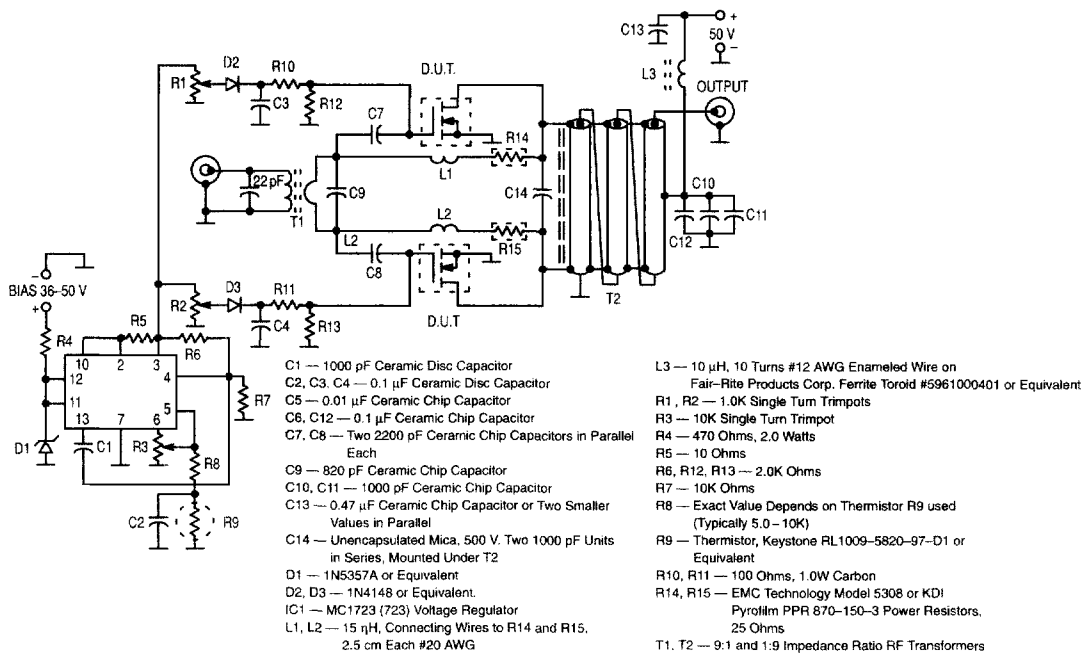 C13
+
50 V
–
L3
OUTPUT
D2
R10
D.U.T.
R1
C3
R12
C7
R14
22 pF
C9
L1
C14
C10
T1
L2
C11
R15
C12
L2
C8
T2
–
BIAS 36–50 V
+
D3
R11
R2
C4
R13
D.U.T
R4
R5
R6
10
2
3
12
4
11
5
13
7
6
R7
D1
C1
R3
R8
C2
R9
C1 — 1000 pF Ceramic Disc Capacitor
C2, C3, C4 — 0.1 μF Ceramic Disc Capacitor
C5 — 0.01 μF Ceramic Chip Capacitor
C6, C12 — 0.1 μF Ceramic Chip Capacitor
C7, C8 — Two 2200 pF Ceramic Chip Capacitors in Parallel
Each
C9 — 820 pF Ceramic Chip Capacitor
C10, C11 — 1000 pF Ceramic Chip Capacitor
C13 — 0.47 μF Ceramic Chip Capacitor or Two Smaller
Values in Parallel
C14 — Unencapsulated Mica, 500 V. Two 1000 pF Units
in Series, Mounted Under T2
D1 — 1N5357A or Equivalent
D2, D3 — 1N4148 or Equivalent.
IC1 — MC1723 (723) Voltage Regulator
L1, L2 — 15 ηH, Connecting Wires to R14 and R15,
2.5 cm Each #20 AWG
L3 — 10 μH, 10 Turns #12 AWG Enameled Wire on
Fair–Rite Products Corp. Ferrite Toroid #5961000401 or Equivalent
R1, R2 — 1.0K Single Turn Trimpots
R3 — 10K Single Turn Trimpot
R4 — 470 Ohms, 2.0 Watts
R5 — 10 Ohms
R6, R12, R13 — 2.0K Ohms
R7 — 10K Ohms
R8 — Exact Value Depends on Thermistor R9 used
(Typically 5.0 – 10K)
R9 — Thermistor, Keystone RL1009–5820–97–D1 or
Equivalent
R10, R11 — 100 Ohms, 1.0W Carbon
R14, R15 — EMC Technology Model 5308 or KDI
Pyrofilm PPR 870–150–3 Power Resistors,
25 Ohms
T1, T2 — 9:1 and 1:9 Impedance Ratio RF Transformers